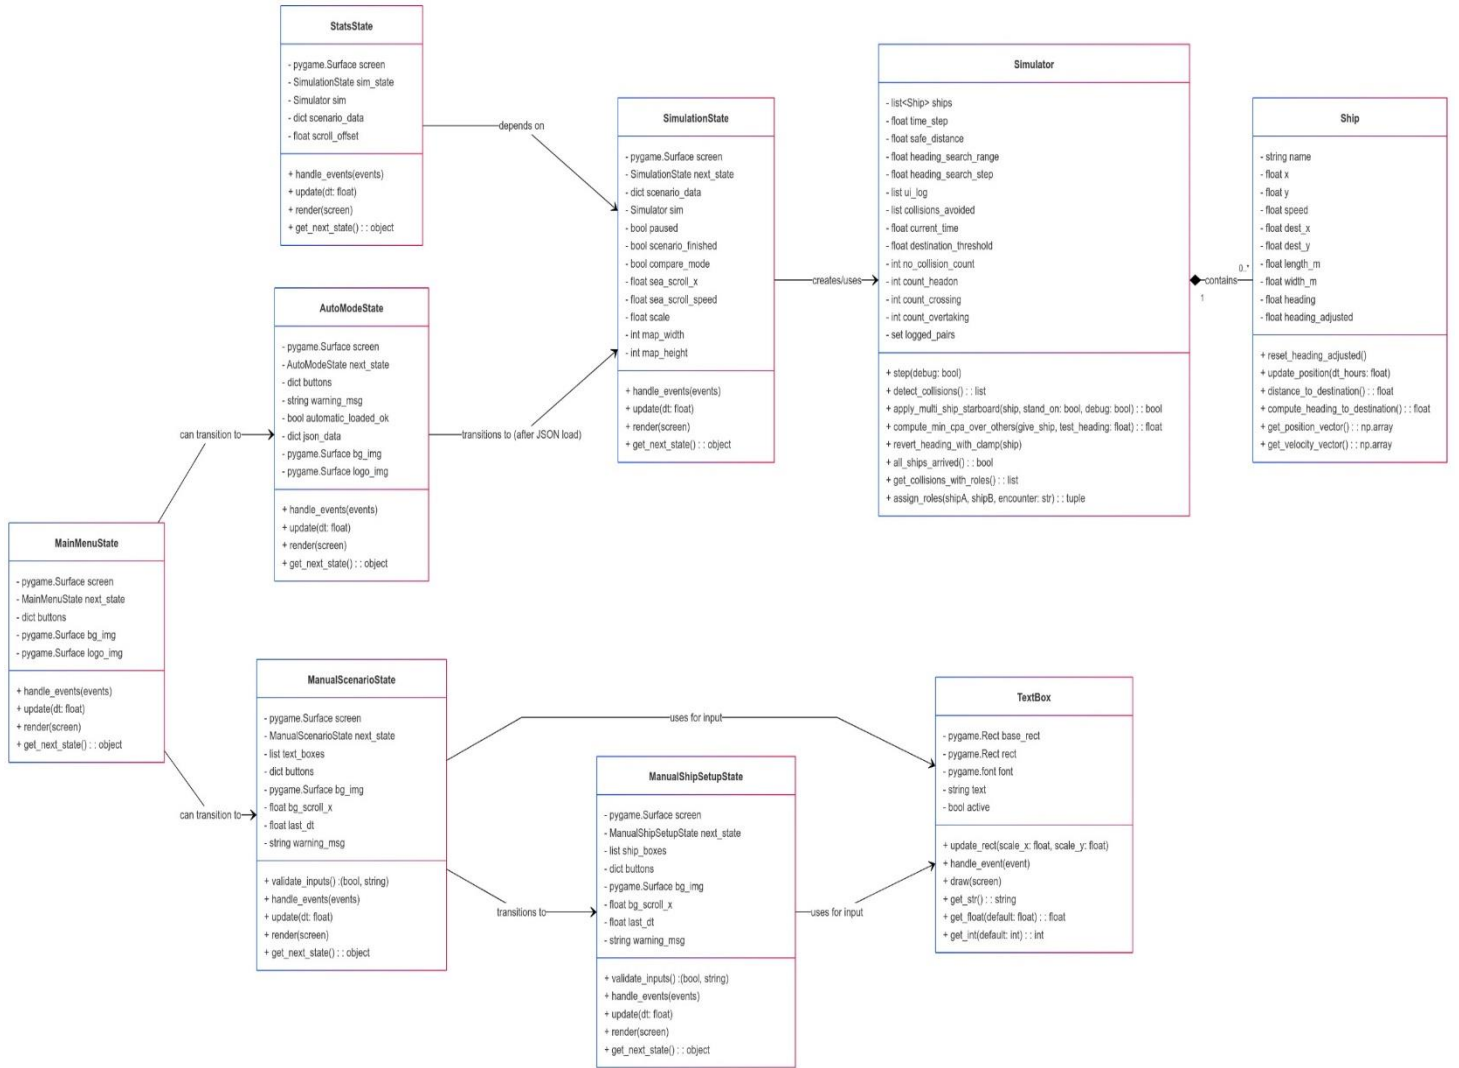 StatsState
- pygame.Surface screen
- SimulationState sim_state
- Simulator sim
- dict scenario_data
- float scroll_offset
+ handle_events(events)
+ update(dt: float)
+ render(screen)
+ get_next_state() : : object
depends on
SimulationState
- pygame.Surface screen
- SimulationState next_state
- dict scenario_data
- Simulator sim
- bool paused
- bool scenario_finished
- bool compare_mode
- float sea_scroll_x
- float sea_scroll_speed
- float scale
- int map_width
- int map_height
+ handle_events(events)
+ update(dt: float)
+ render(screen)
+ get_next_state() : : object
creates/uses
Simulator
- list<Ship> ships
- float time_step
- float safe_distance
- float heading_search_range
- float heading_search_step
- list ui_log
- list collisions_avoided
- float current_time
- float destination_threshold
- int no_collision_count
- int count_headon
- int count_crossing
- int count_overtaking
- set logged_pairs
+ step(debug: bool)
+ detect_collisions() : : list
+ apply_multi_ship_starboard(ship, stand_on: bool, debug: bool) : : bool
+ compute_min_cpa_over_others(give_ship, test_heading: float) : : float
+ revert_heading_with_clamp(ship)
+ all_ships_arrived() : : bool
+ get_collisions_with_roles() : : list
+ assign_roles(shipA, shipB, encounter: str) : : tuple
contains
0..*
1
Ship
- string name
- float x
- float y
- float speed
- float dest_x
- float dest_y
- float length_m
- float width_m
- float heading
- float heading_adjusted
+ reset_heading_adjusted()
+ update_position(dt_hours: float)
+ distance_to_destination() : : float
+ compute_heading_to_destination() : : float
+ get_position_vector() : : np.array
+ get_velocity_vector() : : np.array
AutoModeState
- pygame.Surface screen
- AutoModeState next_state
- dict buttons
- string warning_msg
- bool automatic_loaded_ok
- dict json_data
- pygame.Surface bg_img
- pygame.Surface logo_img
+ handle_events(events)
+ update(dt: float)
+ render(screen)
+ get_next_state() : : object
can transition to
transitions to (after JSON load)
MainMenuState
- pygame.Surface screen
- MainMenuState next_state
- dict buttons
- pygame.Surface bg_img
- pygame.Surface logo_img
+ handle_events(events)
+ update(dt: float)
+ render(screen)
+ get_next_state() : : object
can transition to
ManualScenarioState
- pygame.Surface screen
- ManualScenarioState next_state
- list text_boxes
- dict buttons
- pygame.Surface bg_img
- float bg_scroll_x
- float last_dt
- string warning_msg
+ validate_inputs() :(bool, string)
+ handle_events(events)
+ update(dt: float)
+ render(screen)
+ get_next_state() : : object
uses for input
transitions to
ManualShipSetupState
- pygame.Surface screen
- ManualShipSetupState next_state
- list ship_boxes
- dict buttons
- pygame.Surface bg_img
- float bg_scroll_x
- float last_dt
- string warning_msg
+ validate_inputs() :(bool, string)
+ handle_events(events)
+ update(dt: float)
+ render(screen)
+ get_next_state() : : object
uses for input
TextBox
- pygame.Rect base_rect
- pygame.Rect rect
- pygame.font font
- string text
- bool active
+ update_rect(scale_x: float, scale_y: float)
+ handle_event(event)
+ draw(screen)
+ get_str() : : string
+ get_float(default: float) : : float
+ get_int(default: int) : : int